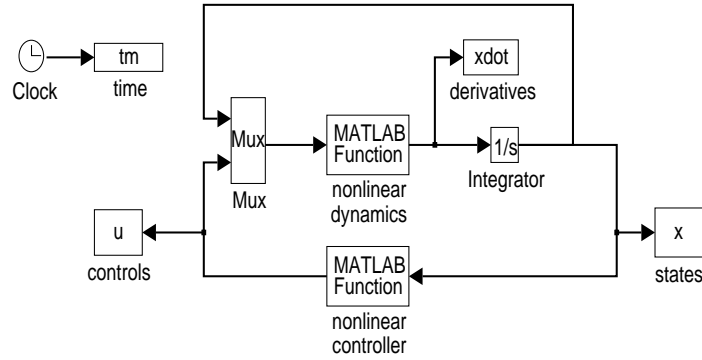 tm
Clock
time
xdot
derivatives
Mux
Mux
MATLAB
Function
nonlinear
dynamics
1/s
Integrator
u
controls
MATLAB
Function
nonlinear
controller
x
states